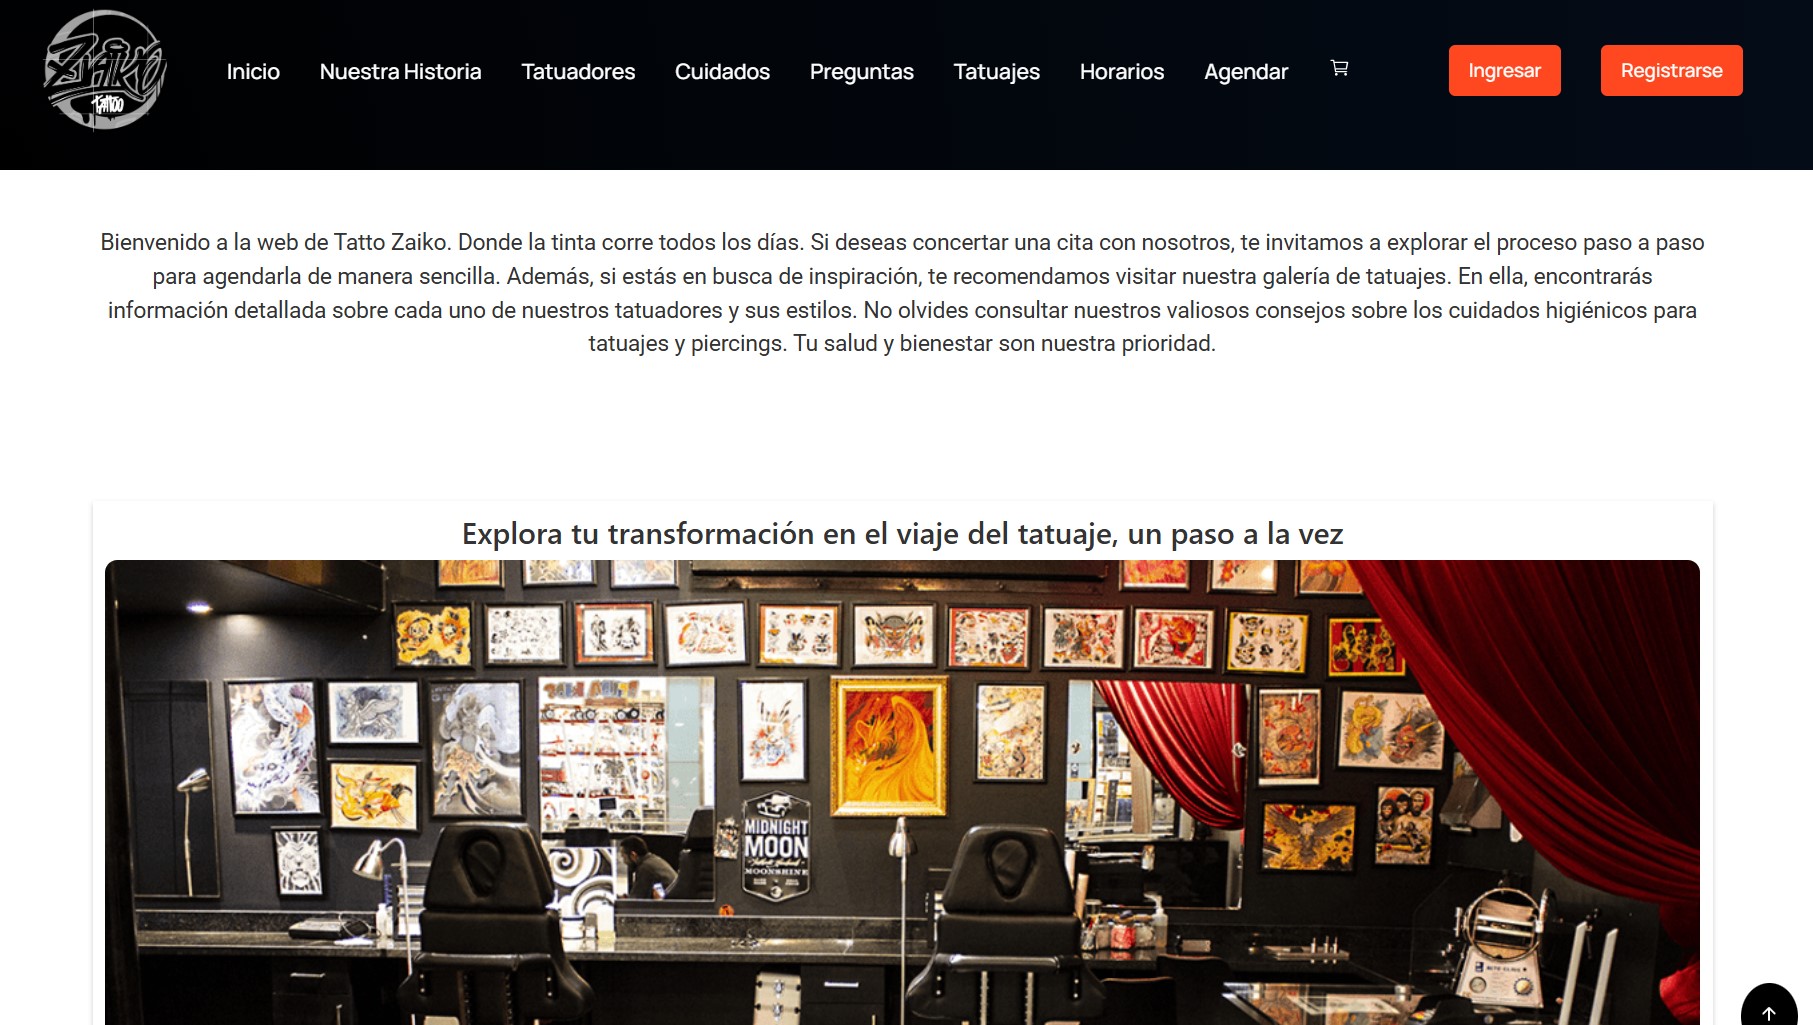 Zaiko
tattoo
Inicio Nuestra Historia Tatuadores Cuidados Preguntas Tatuajes Horarios Agendar Ingresar Registrarse
Bienvenido a la web de Tatto Zaiko. Donde la tinta corre todos los días. Si deseas concertar una cita con nosotros, te invitamos a explorar el proceso paso a paso
para agendarla de manera sencilla. Además, si estás en busca de inspiración, te recomendamos visitar nuestra galería de tatuajes. En ella, encontrarás
información detallada sobre cada uno de nuestros tatuadores y sus estilos. No olvides consultar nuestros valiosos consejos sobre los cuidados higiénicos para
tatuajes y piercings. Tu salud y bienestar son nuestra prioridad.
Explora tu transformación en el viaje del tatuaje, un paso a la vez
MIDNIGHT
MOON
MOONSHINE